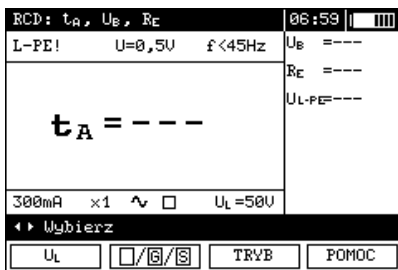 RCD: tA, UB, RE 06:59
L-PE! U=0,5V f<45Hz
UB =---
RE =---
UL-PE=---
tA=---
300mA ×1 ∿ □ UL=50V
◂▸ Wybierz
UL □/G/S TRYB POMOC